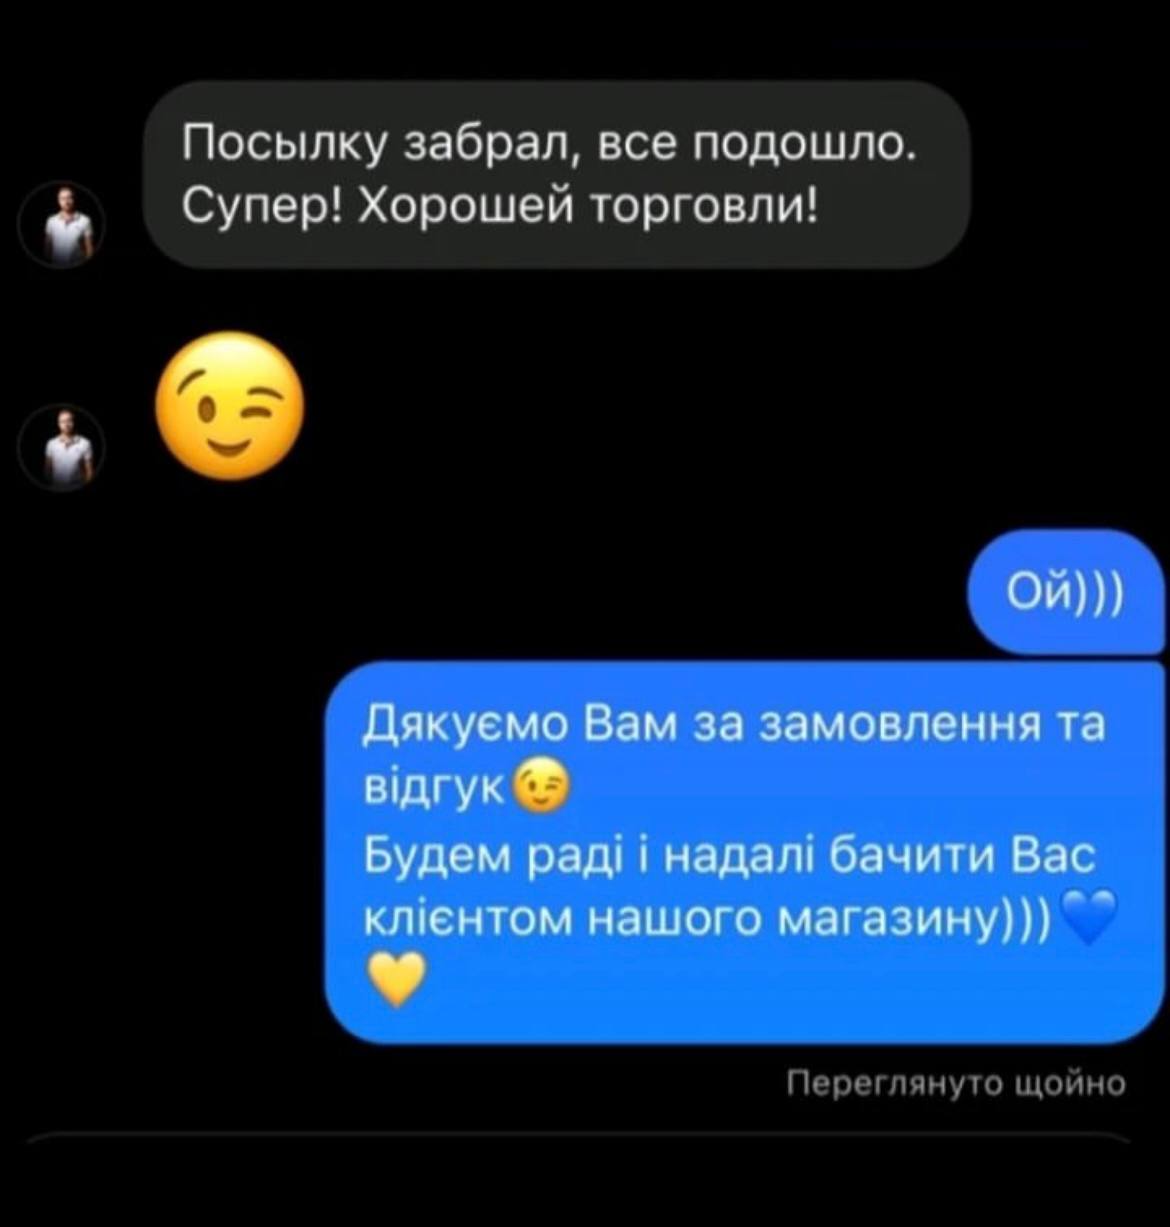 Посылку забрал, все подошло.
Супер! Хорошей торговли!
😉
Ой)))
Дякуємо Вам за замовлення та
відгук😉
Будем раді і надалі бачити Вас
клієнтом нашого магазину)))💙
💛
Переглянуто щойно